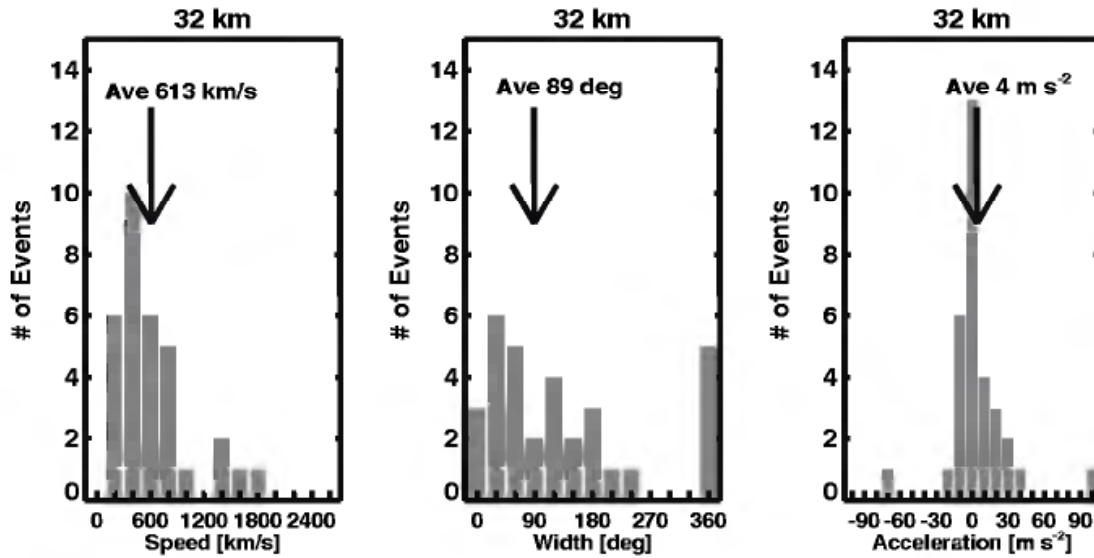 32 km
14
12
10
8
6
4
2
0
# of Events
Ave 613 km/s
0 600 1200 1800 2400
Speed [km/s]
32 km
14
12
10
8
6
4
2
0
# of Events
Ave 89 deg
0 90 180 270 360
Width [deg]
32 km
14
12
10
8
6
4
2
0
# of Events
Ave 4 m s⁻²
-90 -60 -30 0 30 60 90
Acceleration [m s⁻²]